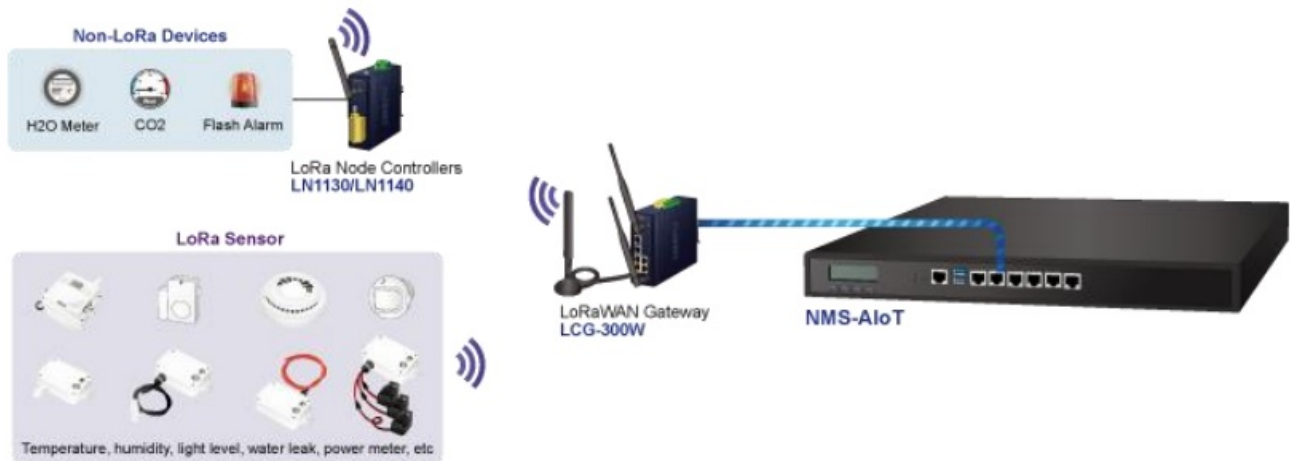 Non-LoRa Devices
H2O Meter
CO2
Flash Alarm
LoRa Node Controllers
LN1130/LN1140
LoRa Sensor
Temperature, humidity, light level, water leak, power meter, etc
LoRaWAN Gateway
LCG-300W
NMS-AIoT